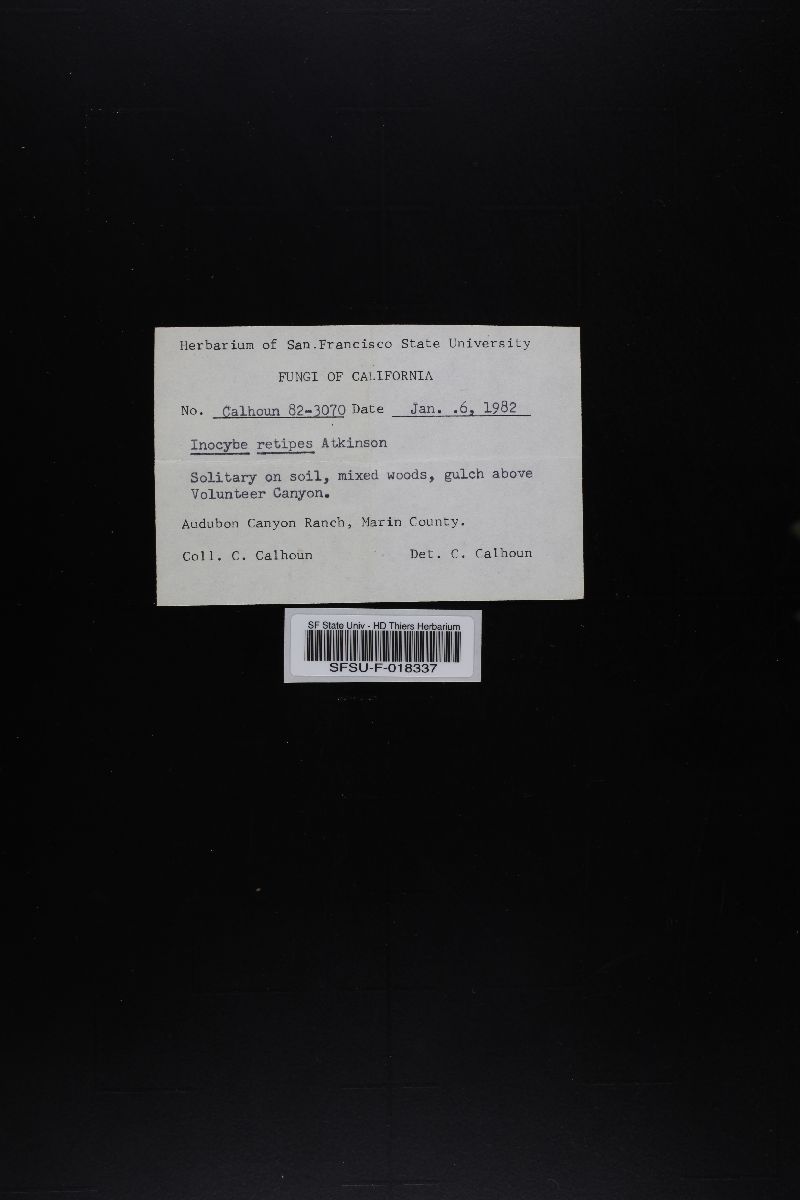 Herbarium of San.Francisco State University
FUNGI OF CALIFORNIA
No. Calhoun 82-3070 Date Jan. .6, 1982
Inocybe retipes Atkinson
Solitary on soil, mixed woods, gulch above
Volunteer Canyon.
Audubon Canyon Ranch, Marin County.
Coll. C. Calhoun Det. C. Calhoun
SF State Univ - HD Thiers Herbarium
SFSU-F-018337